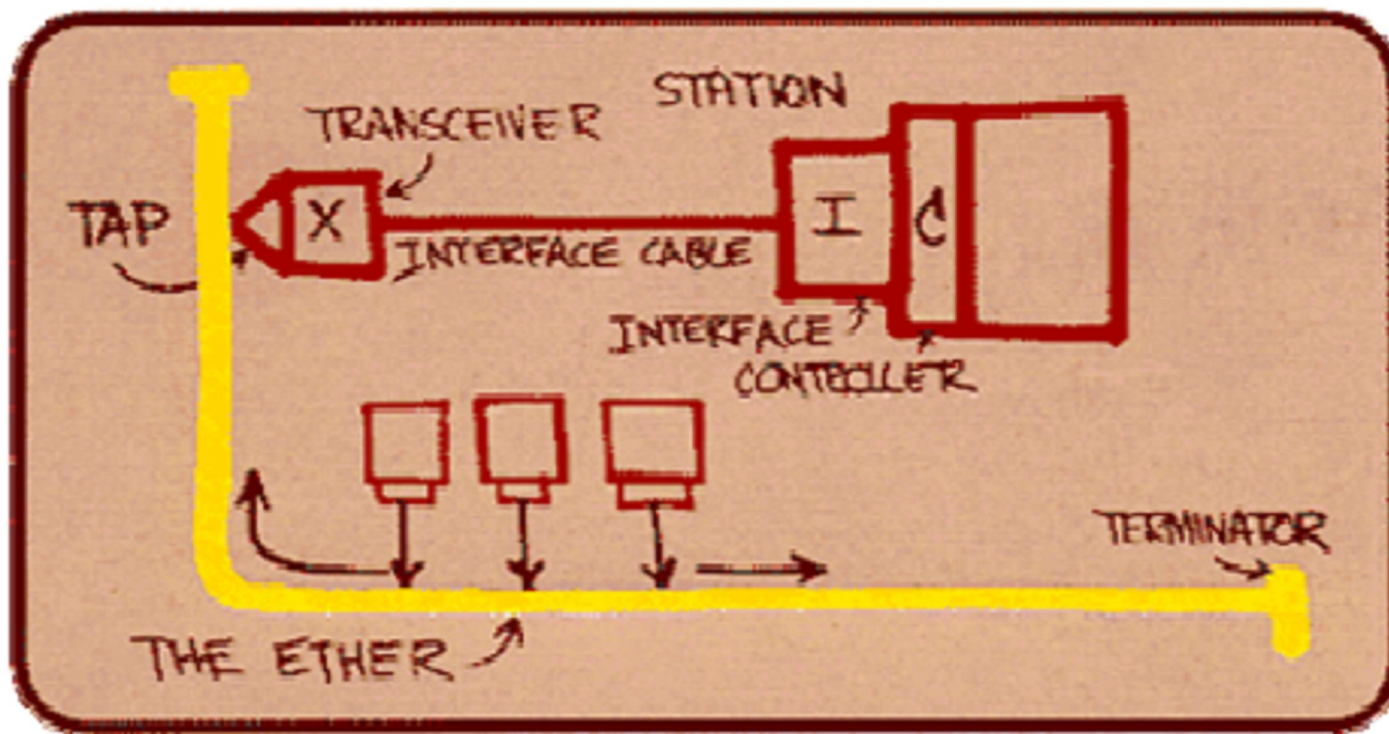 STATION
TRANSCEIVER
TAP
X
I
C
INTERFACE CABLE
INTERFACE
CONTROLLER
TERMINATOR
THE ETHER